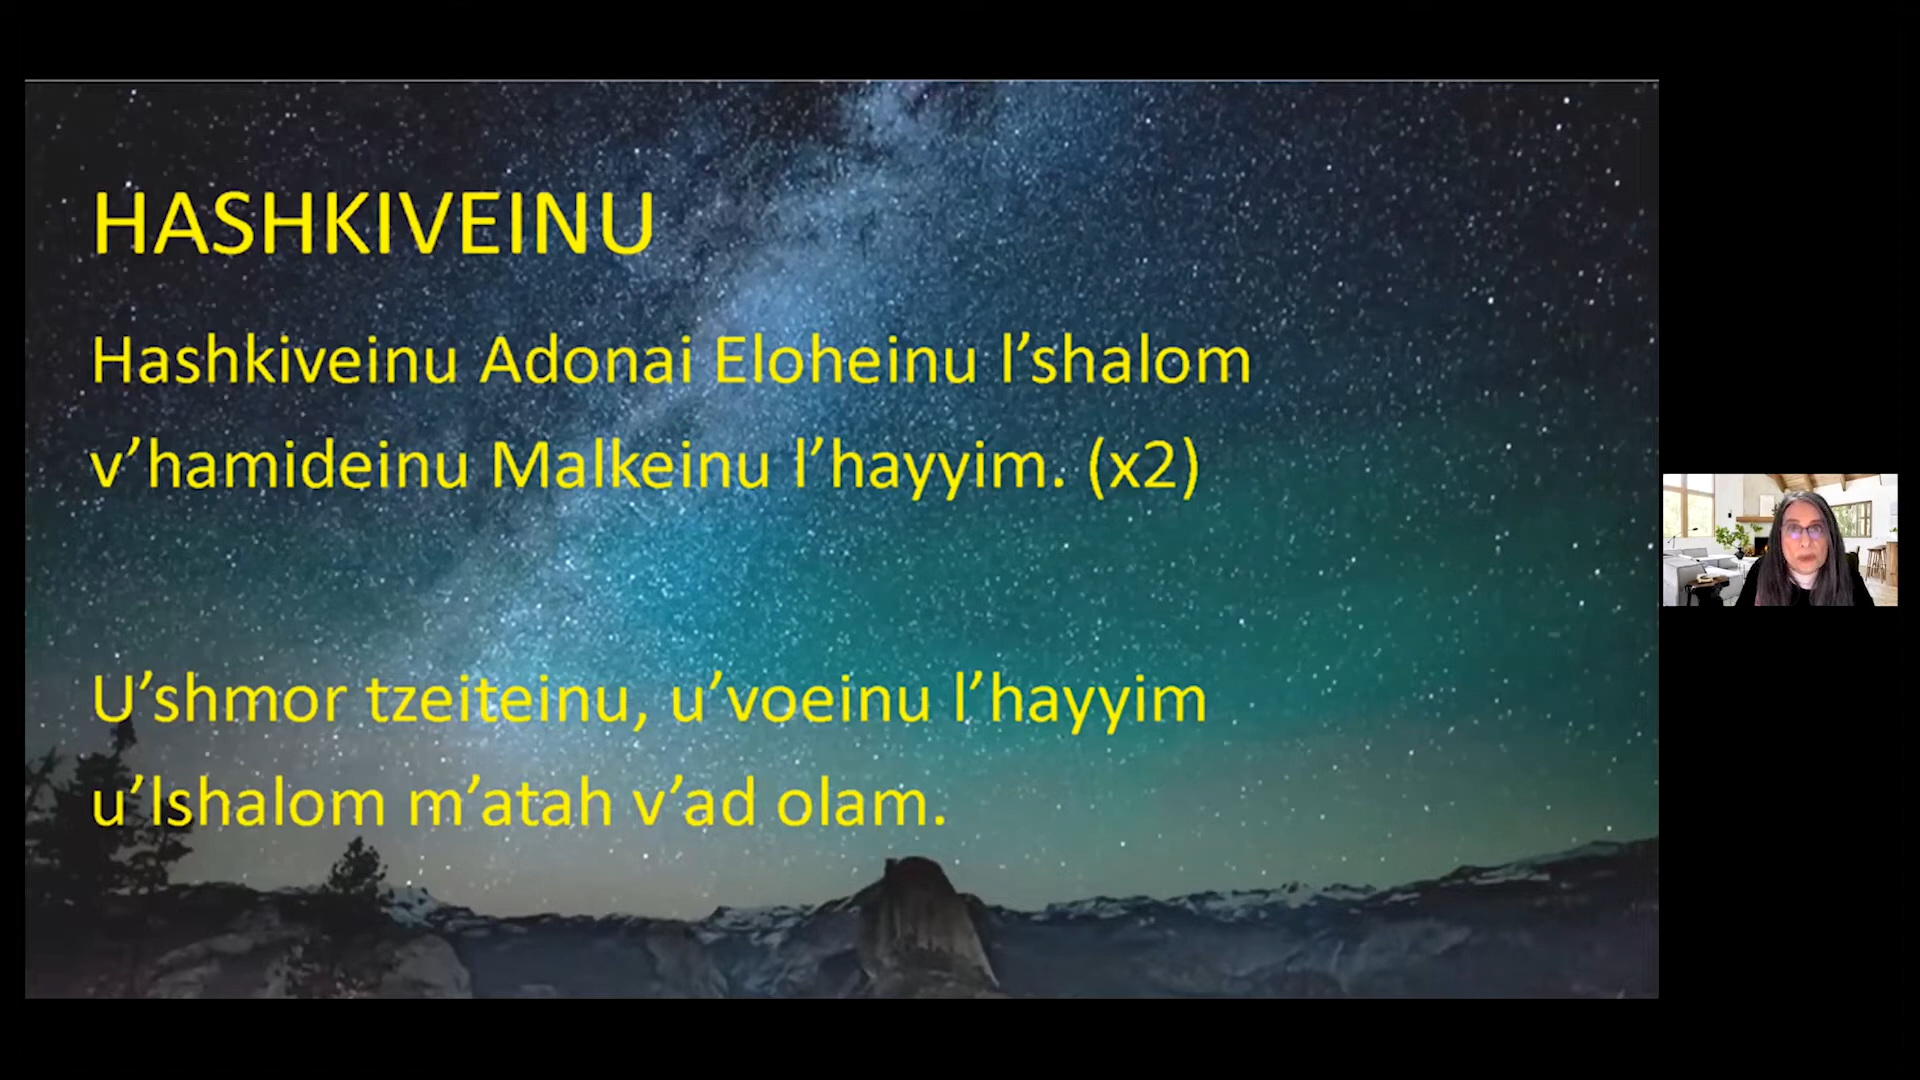 HASHKIVEINU
Hashkiveinu Adonai Eloheinu l’shalom
v’hamideinu Malkeinu l’hayyim. (x2)
U’shmor tzeiteinu, u’voeinu l’hayyim
u’lshalom m’atah v’ad olam.